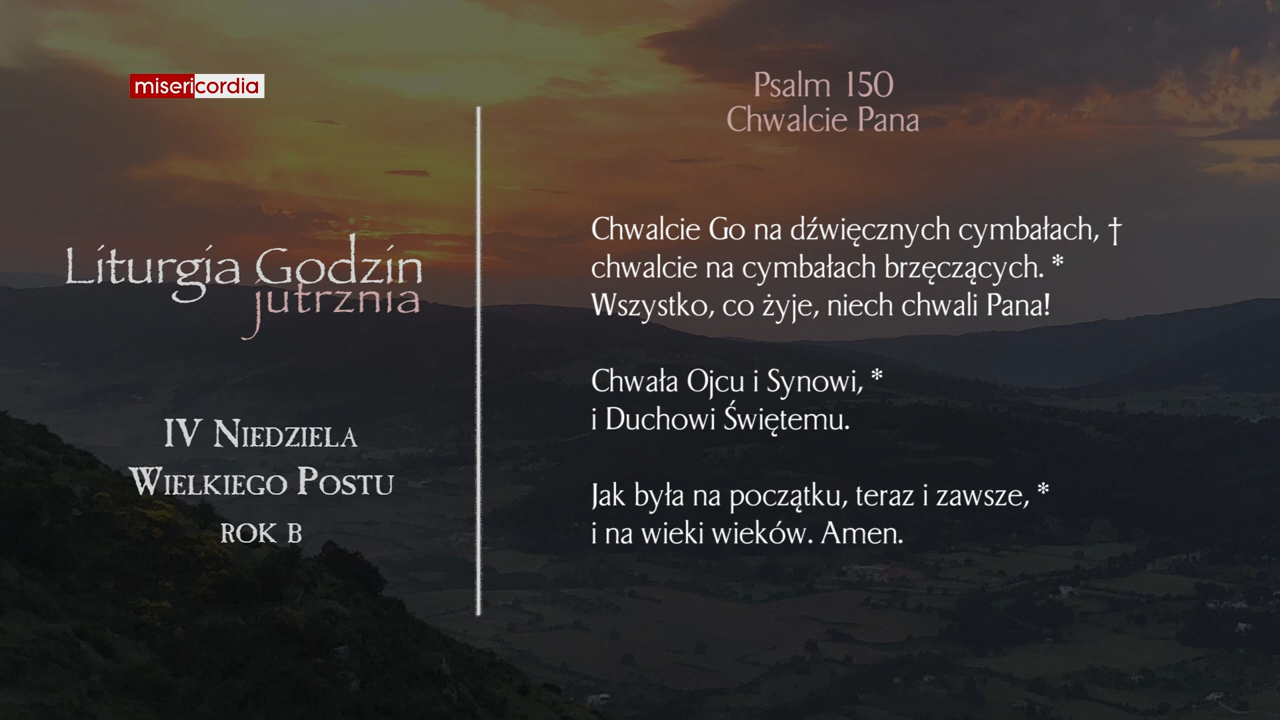 misericordia
Liturgia Godzin
jutrznia
IV Niedziela
Wielkiego Postu
rok B
Psalm 150
Chwalcie Pana
Chwalcie Go na dźwięcznych cymbałach, †
chwalcie na cymbałach brzęczących. *
Wszystko, co żyje, niech chwali Pana!
Chwała Ojcu i Synowi, *
i Duchowi Świętemu.
Jak była na początku, teraz i zawsze, *
i na wieki wieków. Amen.